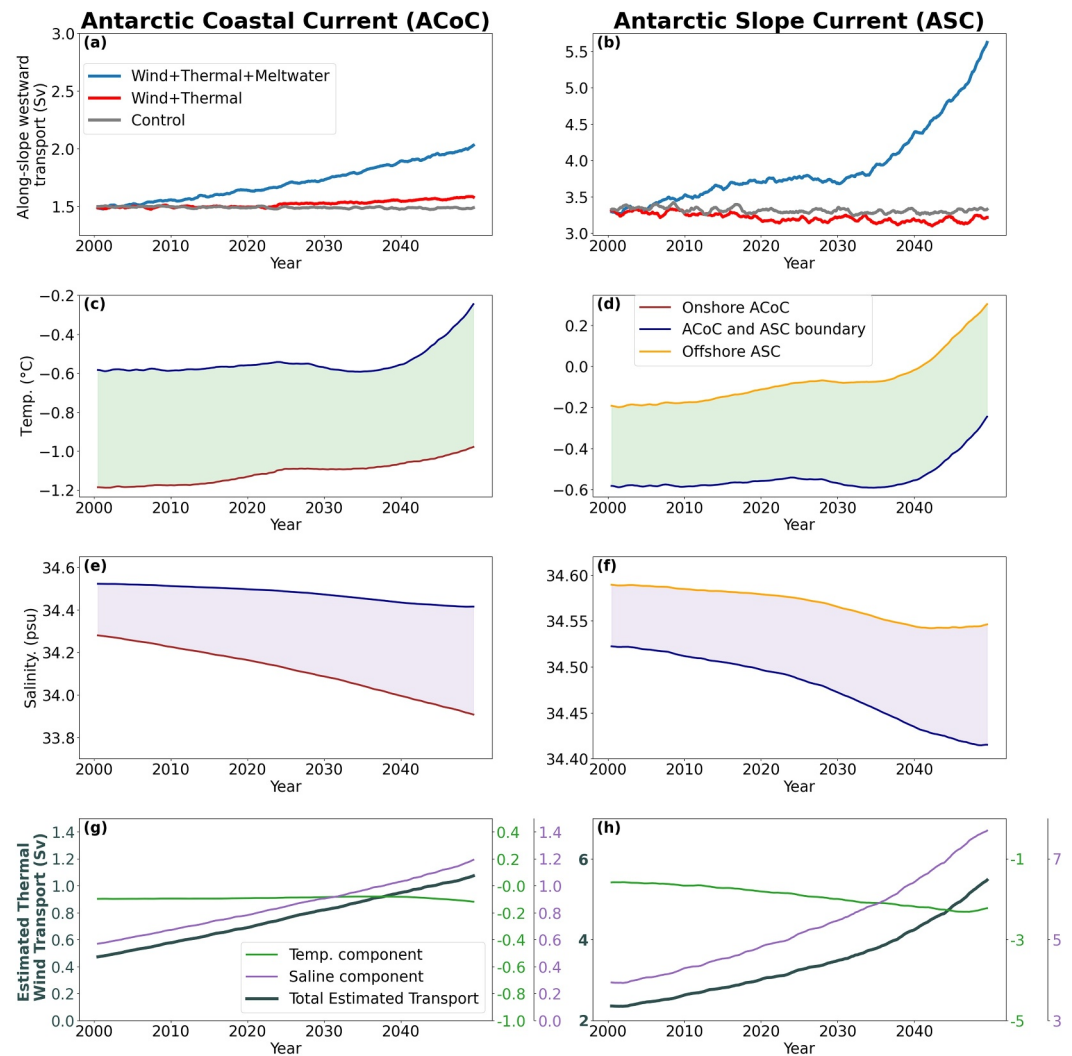 Antarctic Coastal Current (ACoC)
Antarctic Slope Current (ASC)
(a)
Along-slope westward
transport (Sv)
3.0
2.5
2.0
1.5
Wind+Thermal+Meltwater
Wind+Thermal
Control
2000 2010 2020 2030 2040
Year
(b)
5.5
5.0
4.5
4.0
3.5
3.0
2000 2010 2020 2030 2040
Year
(c)
Temp. (°C)
−0.2
−0.4
−0.6
−0.8
−1.0
−1.2
2000 2010 2020 2030 2040
Year
(d)
0.2
0.0
−0.2
−0.4
−0.6
Onshore ACoC
ACoC and ASC boundary
Offshore ASC
2000 2010 2020 2030 2040
Year
(e)
Salinity. (psu)
34.6
34.4
34.2
34.0
33.8
2000 2010 2020 2030 2040
Year
(f)
34.60
34.55
34.50
34.45
34.40
2000 2010 2020 2030 2040
Year
(g)
Estimated Thermal
Wind Transport (Sv)
1.4
1.2
1.0
0.8
0.6
0.4
0.2
0.0
Temp. component
Saline component
Total Estimated Transport
0.4
0.2
-0.0
-0.2
-0.4
-0.6
-0.8
-1.0
1.4
1.2
1.0
0.8
0.6
0.4
0.2
0.0
2000 2010 2020 2030 2040
Year
(h)
6
4
2
-1
-3
-5
7
5
3
2000 2010 2020 2030 2040
Year